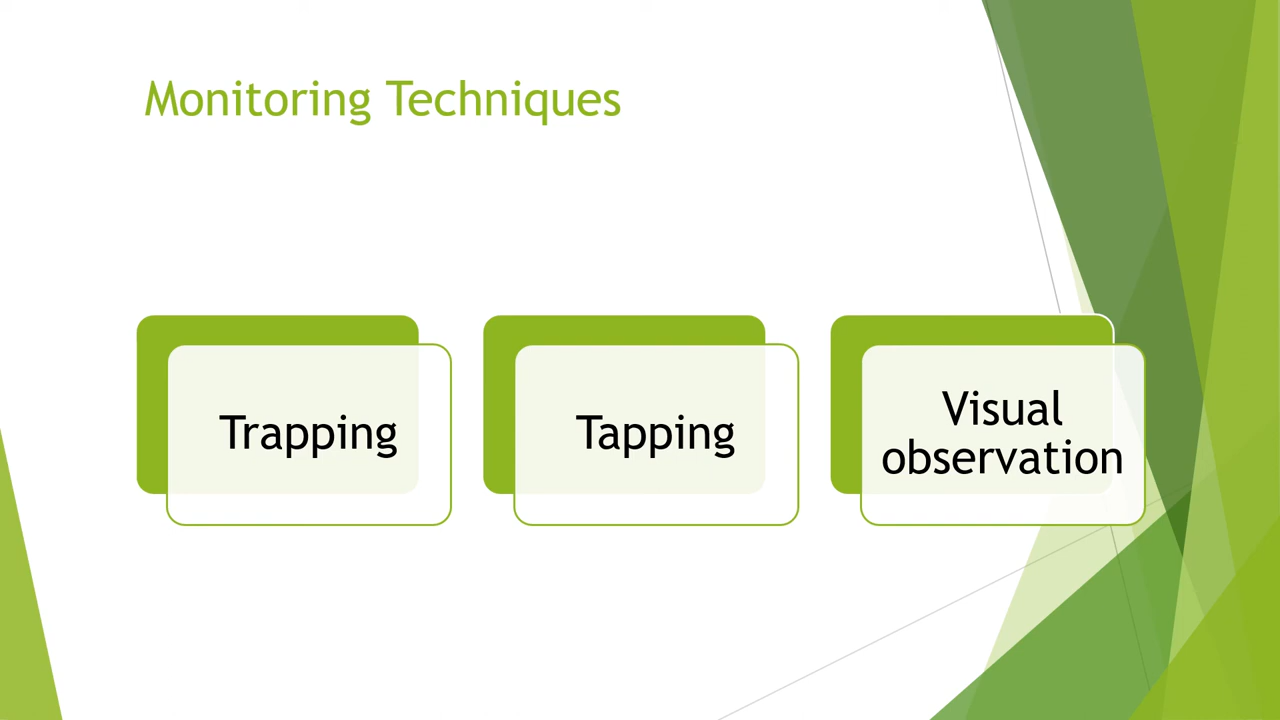 Monitoring Techniques
Trapping
Tapping
Visual
observation